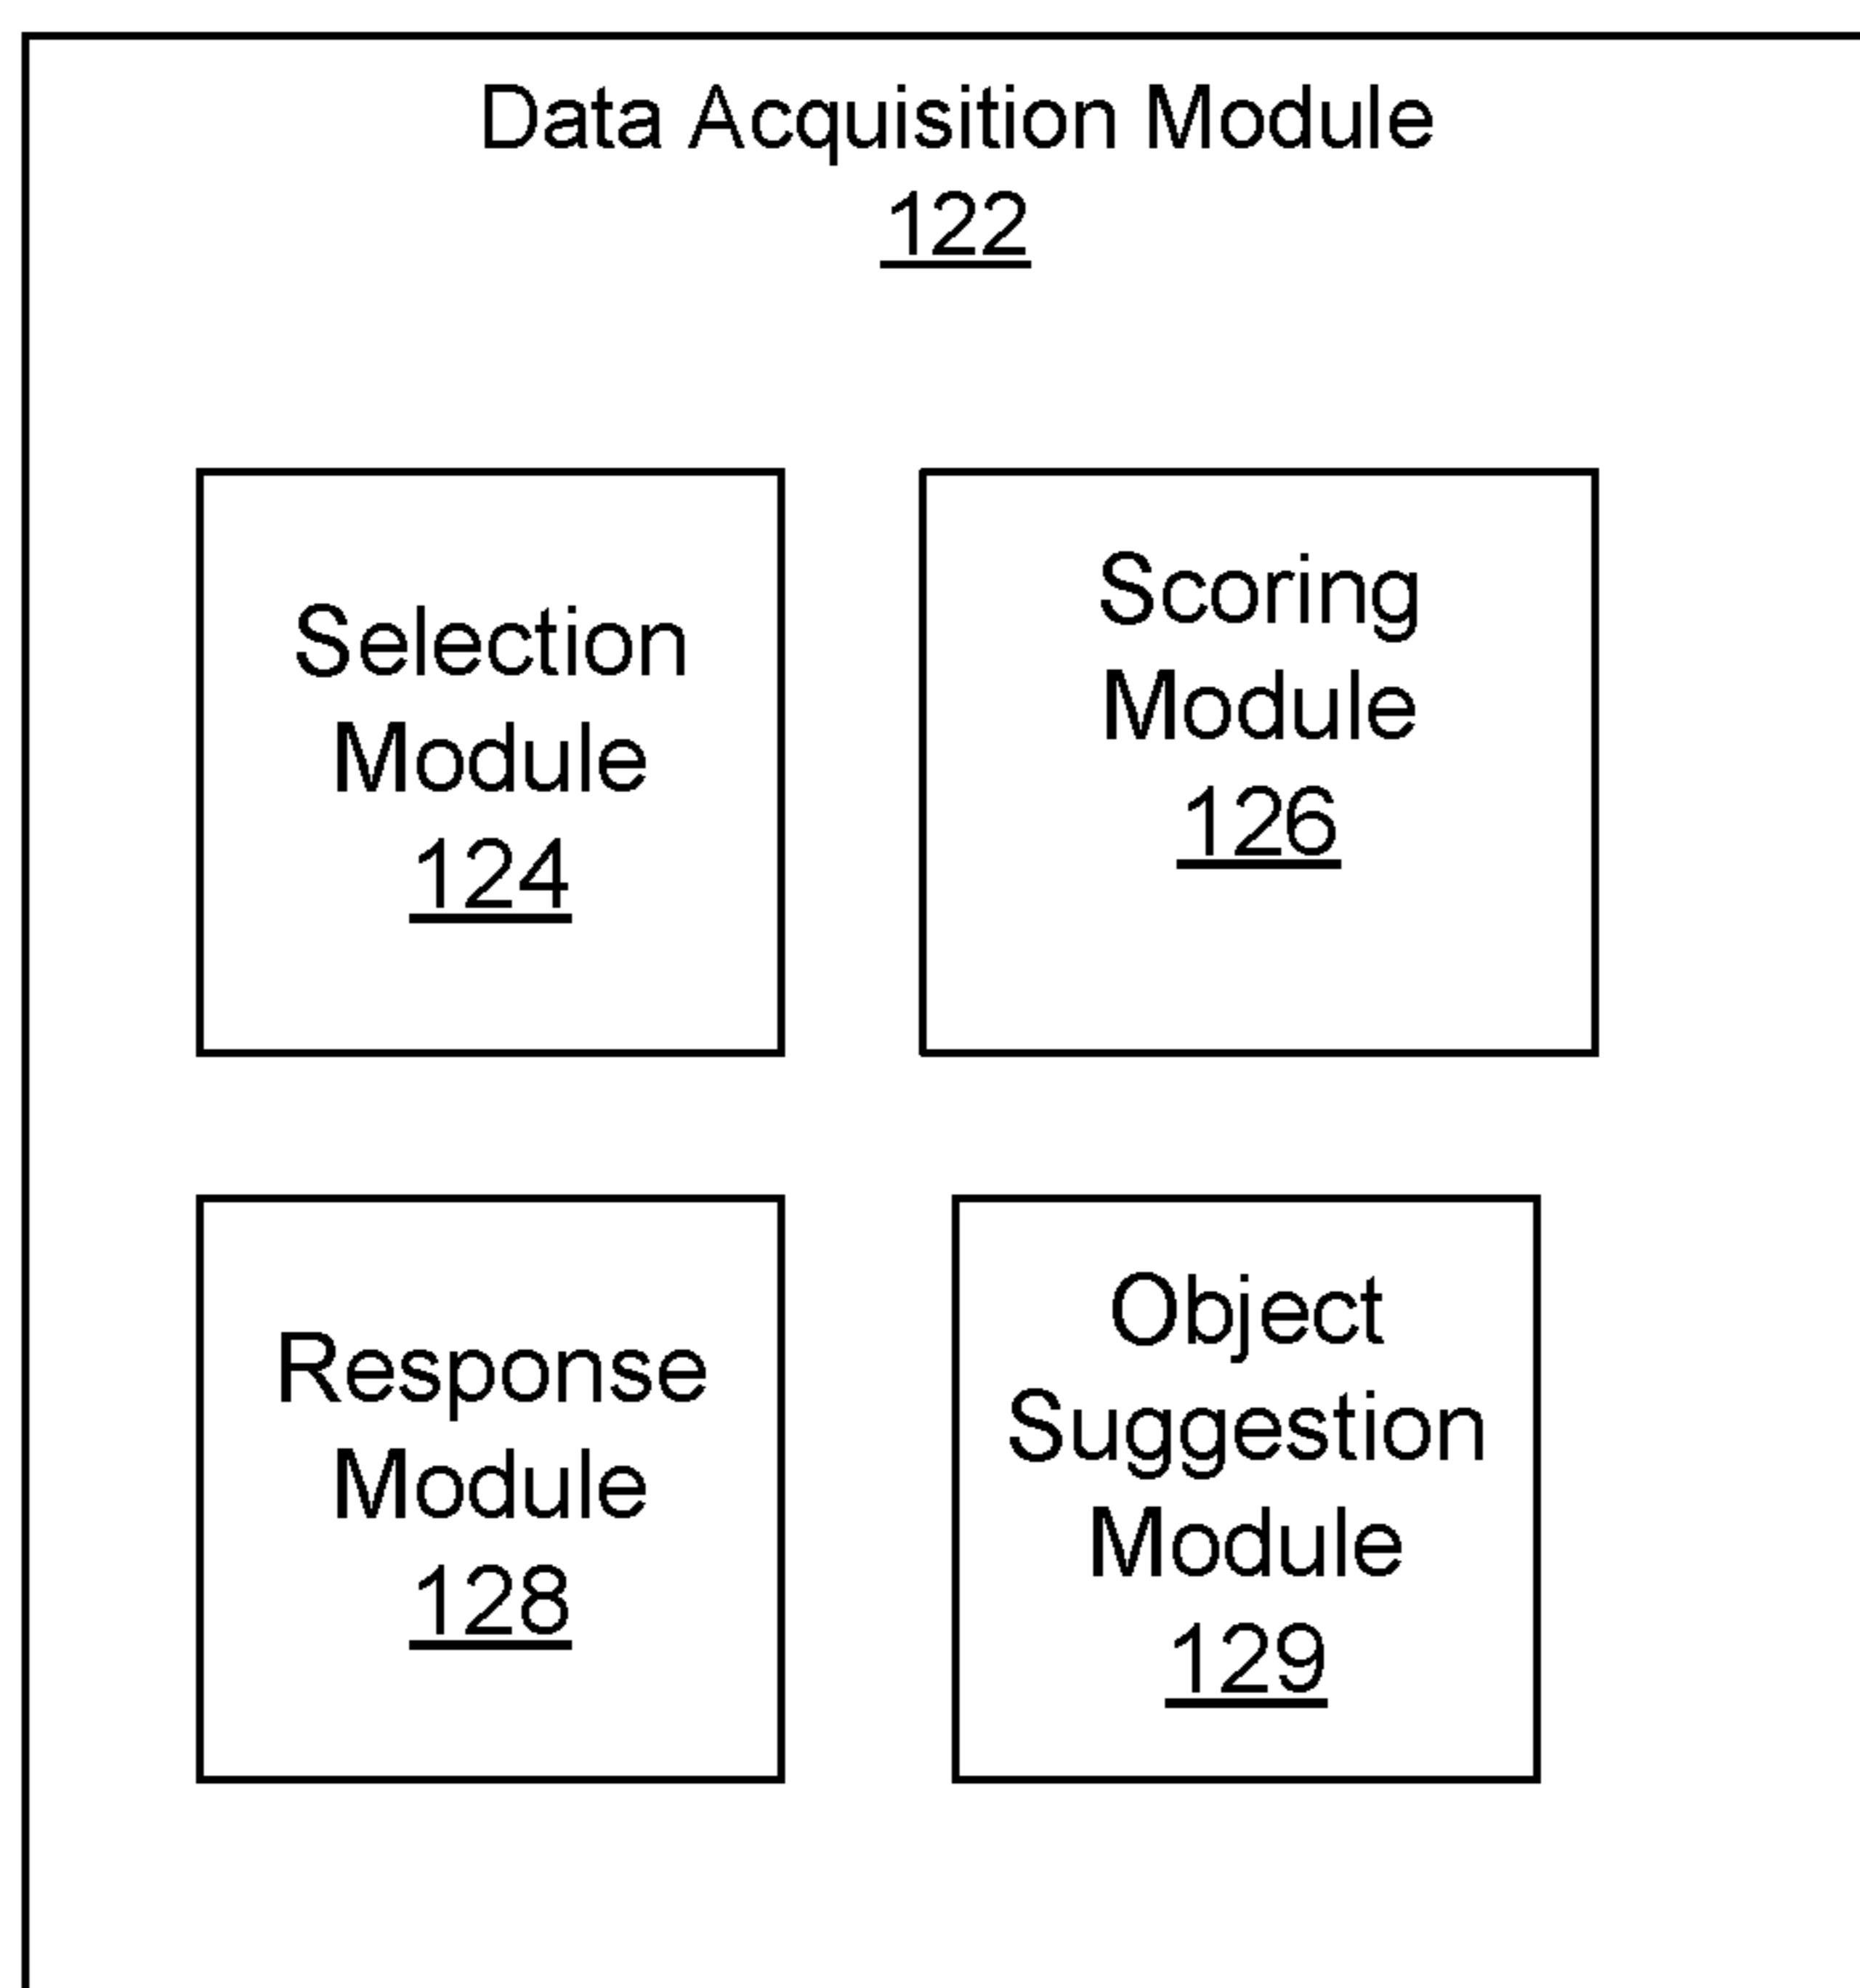 Data Acquisition Module
122
Selection
Module
124
Scoring
Module
126
Response
Module
128
Object
Suggestion
Module
129